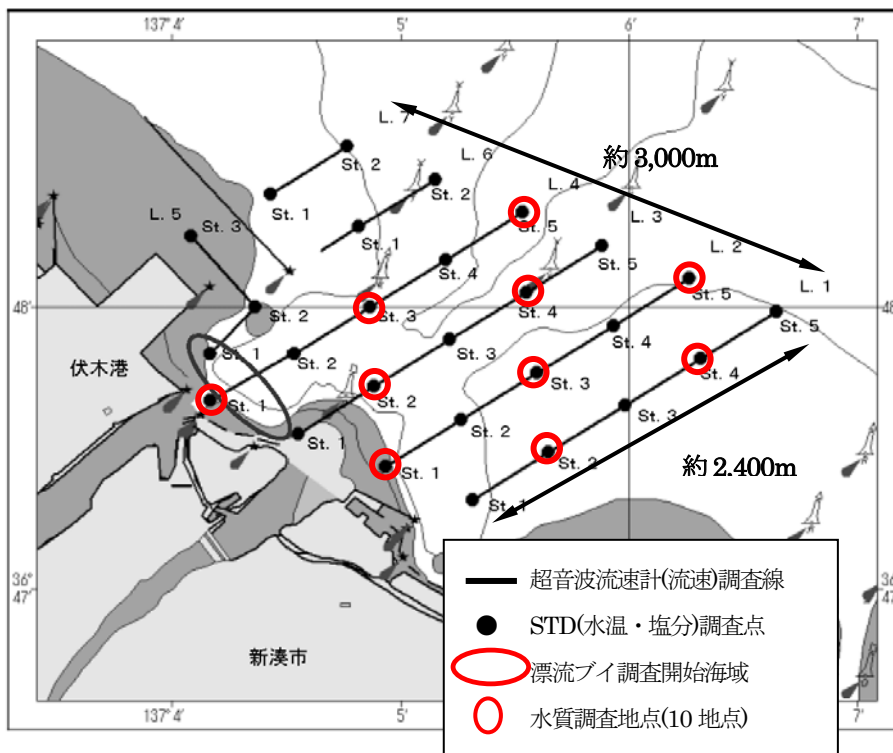 137° 4′
5′
6′
7′
L. 7
St. 2
L. 6
約 3,000m
St. 2
L. 4
St. 1
L. 3
L. 5
St. 3
St. 1
St. 5
L. 2
St. 4
St. 5
L. 1
St. 5
48′
St. 2
St. 3
St. 4
St. 5
48
St. 1
St. 2
St. 3
St. 4
伏木港
St. 1
St. 2
St. 3
St. 4
St. 1
St. 2
St. 3
約2,400m
St. 1
St. 2
St. 1
36°
47′
36
47
新湊市
超音波流速計(流速)調査線
STD(水温・塩分)調査点
漂流ブイ調査開始海域
水質調査地点(10 地点)
137° 4′
5′
7′